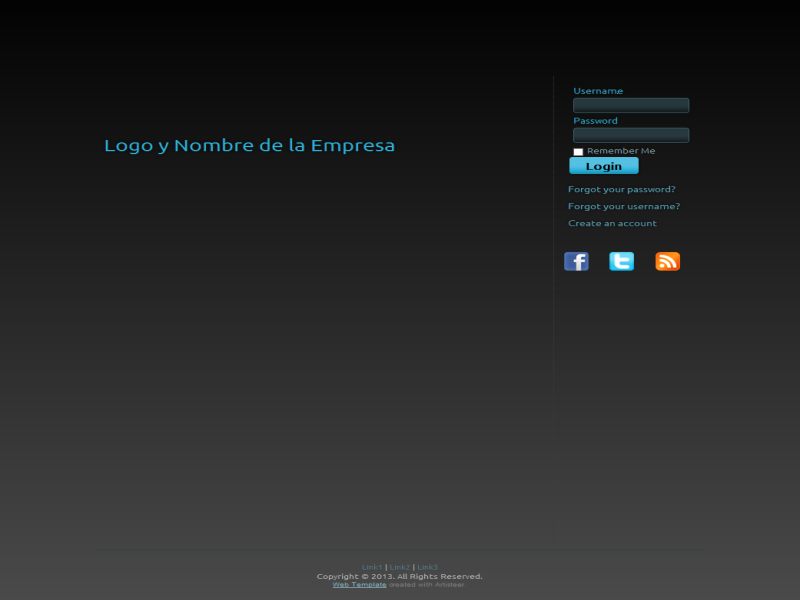 Username
Password
Logo y Nombre de la Empresa
Remember Me
Login
Forgot your password?
Forgot your username?
Create an account
Link1 | Link2 | Link3
Copyright © 2013. All Rights Reserved.
Web Template created with Artisteer.